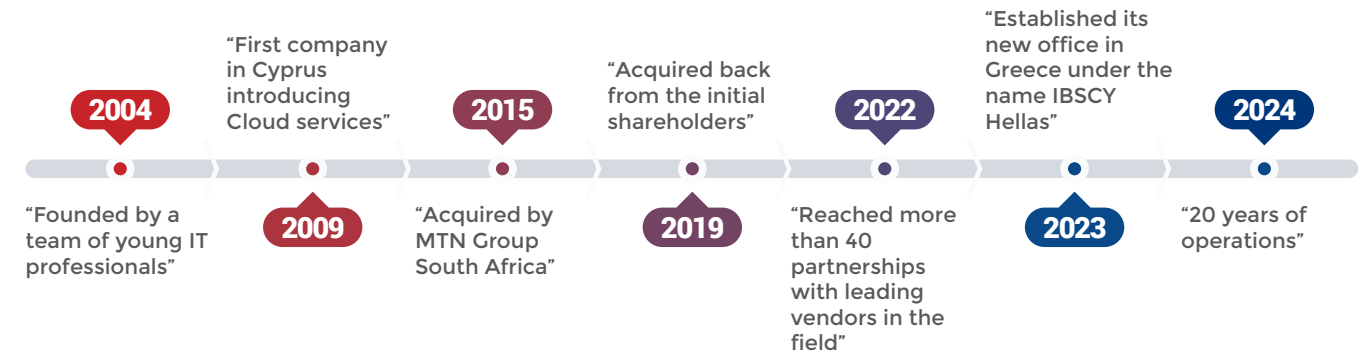 2004
“Founded by a
team of young IT
professionals”
“First company
in Cyprus
introducing
Cloud services”
2009
2015
“Acquired by
MTN Group
South Africa”
“Acquired back
from the initial
shareholders”
2019
2022
“Reached more
than 40
partnerships
with leading
vendors in the
field”
“Established its
new office in
Greece under the
name IBSCY
Hellas”
2023
2024
“20 years of
operations”